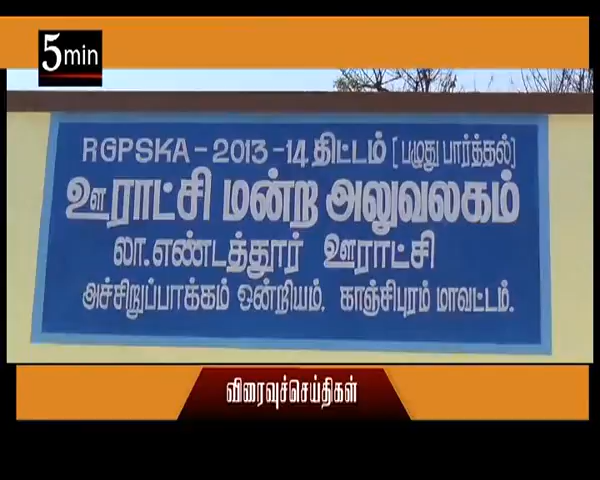 5min
RGPSKA - 2013-14 திட்டம் [பழுது பார்த்தல்]
ஊராட்சி மன்ற அலுவலகம்
லா.எண்டத்தூர் ஊராட்சி
அச்சிறுப்பாக்கம் ஒன்றியம், காஞ்சிபுரம் மாவட்டம்.
விரைவுச்செய்திகள்